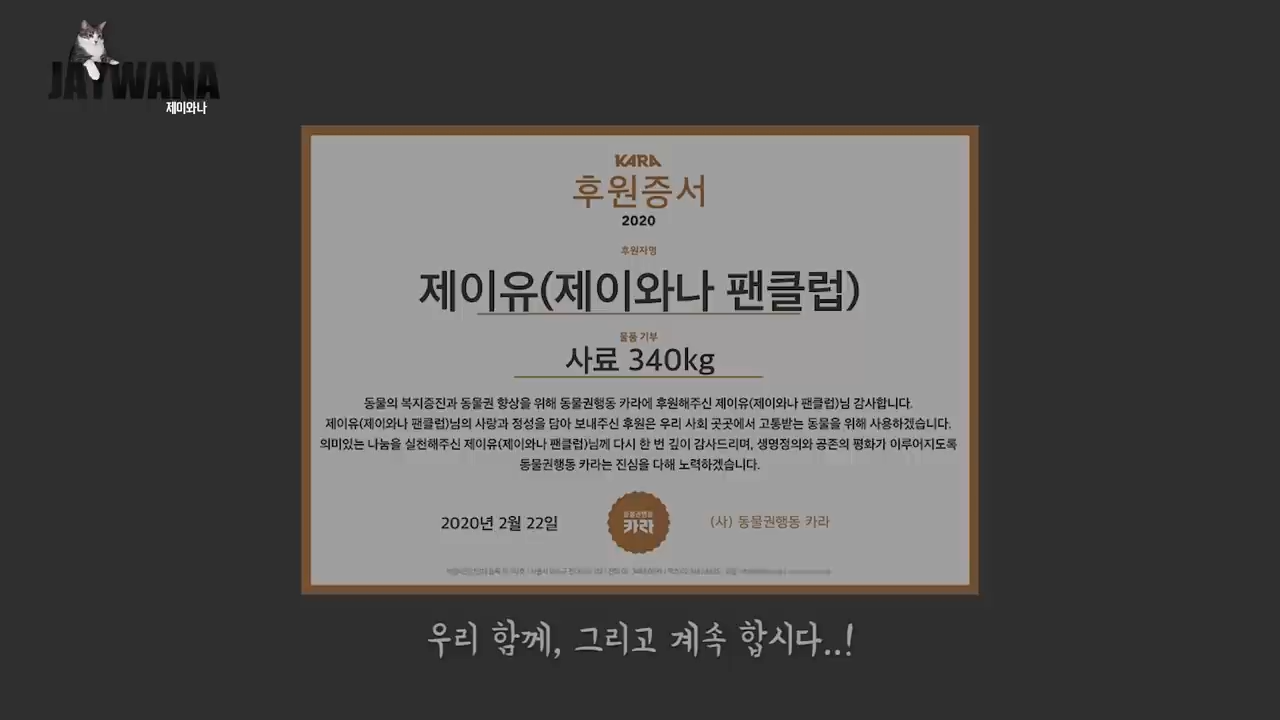 JAYWANA
제이와나
KARA
후원증서
2020
후원자명
제이유(제이와나 팬클럽)
물품 기부
사료 340kg
동물의 복지증진과 동물권 향상을 위해 동물권행동 카라에 후원해주신 제이유(제이와나 팬클럽)님 감사합니다.
제이유(제이와나 팬클럽)님의 사랑과 정성을 담아 보내주신 후원은 우리 사회 곳곳에서 고통받는 동물을 위해 사용하겠습니다.
의미있는 나눔을 실천해주신 제이유(제이와나 팬클럽)님께 다시 한 번 깊이 감사드리며, 생명정의와 공존의 평화가 이루어지도록
동물권행동 카라는 진심을 다해 노력하겠습니다.
2020년 2월 22일
동물권행동
카라
(사) 동물권행동 카라
우리 함께, 그리고 계속 합시다..!